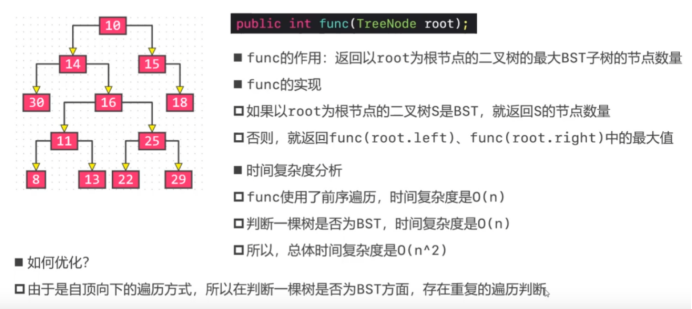 10
14
15
30
16
18
11
25
8
13
22
29
public int func(TreeNode root);
■ func的作用：返回以root为根节点的二叉树的最大BST子树的节点数量
■ func的实现
如果以root为根节点的二叉树S是BST，就返回S的节点数量
否则，就返回func(root.left)、func(root.right)中的最大值
■ 时间复杂度分析
func使用了前序遍历，时间复杂度是O(n)
判断一棵树是否为BST，时间复杂度是O(n)
所以，总体时间复杂度是O(n^2)
■ 如何优化？
由于是自顶向下的遍历方式，所以在判断一棵树是否为BST方面，存在重复的遍历判断